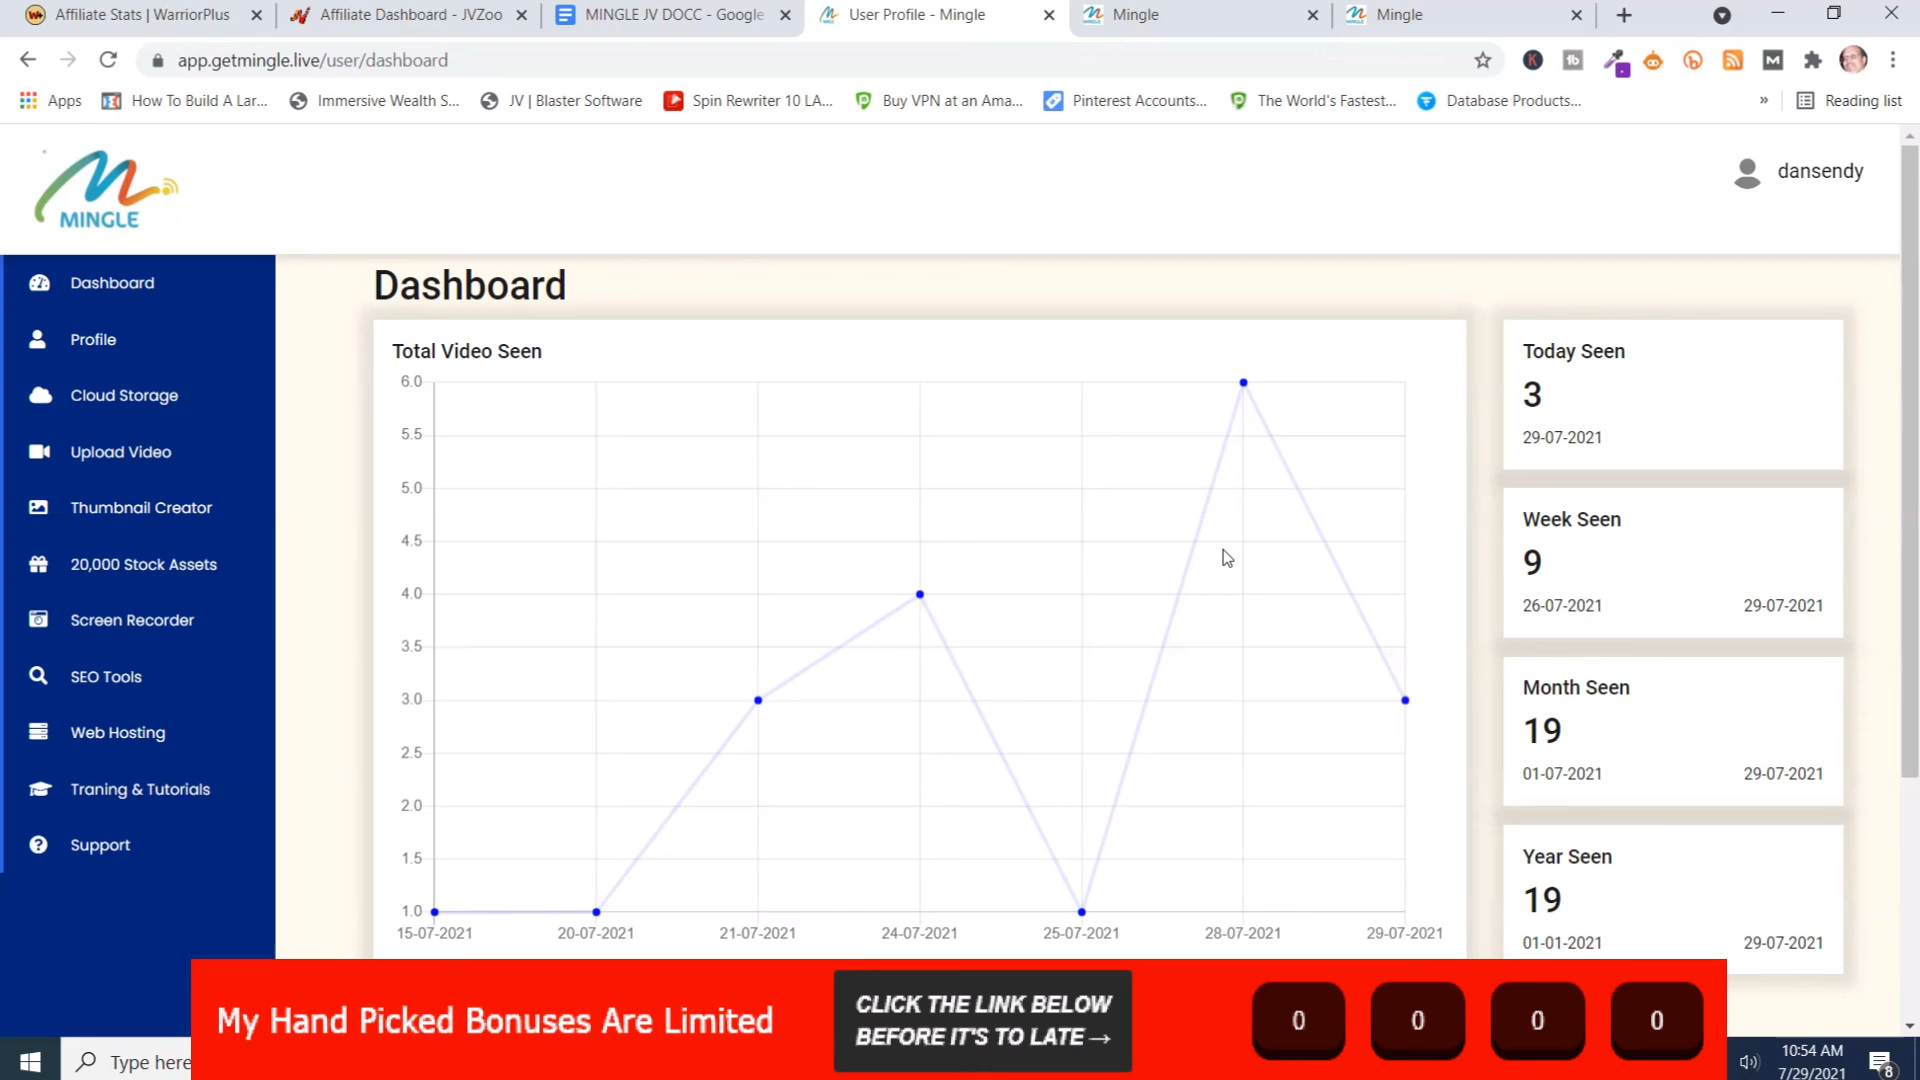 Affiliate Stats | WarriorPlus
Affiliate Dashboard - JVZoo
MINGLE JV DOCC - Google
User Profile - Mingle
Mingle
Mingle
app.getmingle.live/user/dashboard
Apps
How To Build A Lar...
Immersive Wealth S...
JV | Blaster Software
Spin Rewriter 10 LA...
Buy VPN at an Ama...
Pinterest Accounts...
The World's Fastest...
Database Products...
»
Reading list
MINGLE
dansendy
Dashboard
Profile
Cloud Storage
Upload Video
Thumbnail Creator
20,000 Stock Assets
Screen Recorder
SEO Tools
Web Hosting
Traning & Tutorials
Support
Dashboard
Total Video Seen
6.0
5.5
5.0
4.5
4.0
3.5
3.0
2.5
2.0
1.5
1.0
15-07-2021 20-07-2021 21-07-2021 24-07-2021 25-07-2021 28-07-2021 29-07-2021
Today Seen
3
29-07-2021
Week Seen
9
26-07-2021 29-07-2021
Month Seen
19
01-07-2021 29-07-2021
Year Seen
19
01-01-2021 29-07-2021
My Hand Picked Bonuses Are Limited
CLICK THE LINK BELOW
BEFORE IT'S TO LATE→
0 0 0 0
Type here
10:54 AM
7/29/2021
8